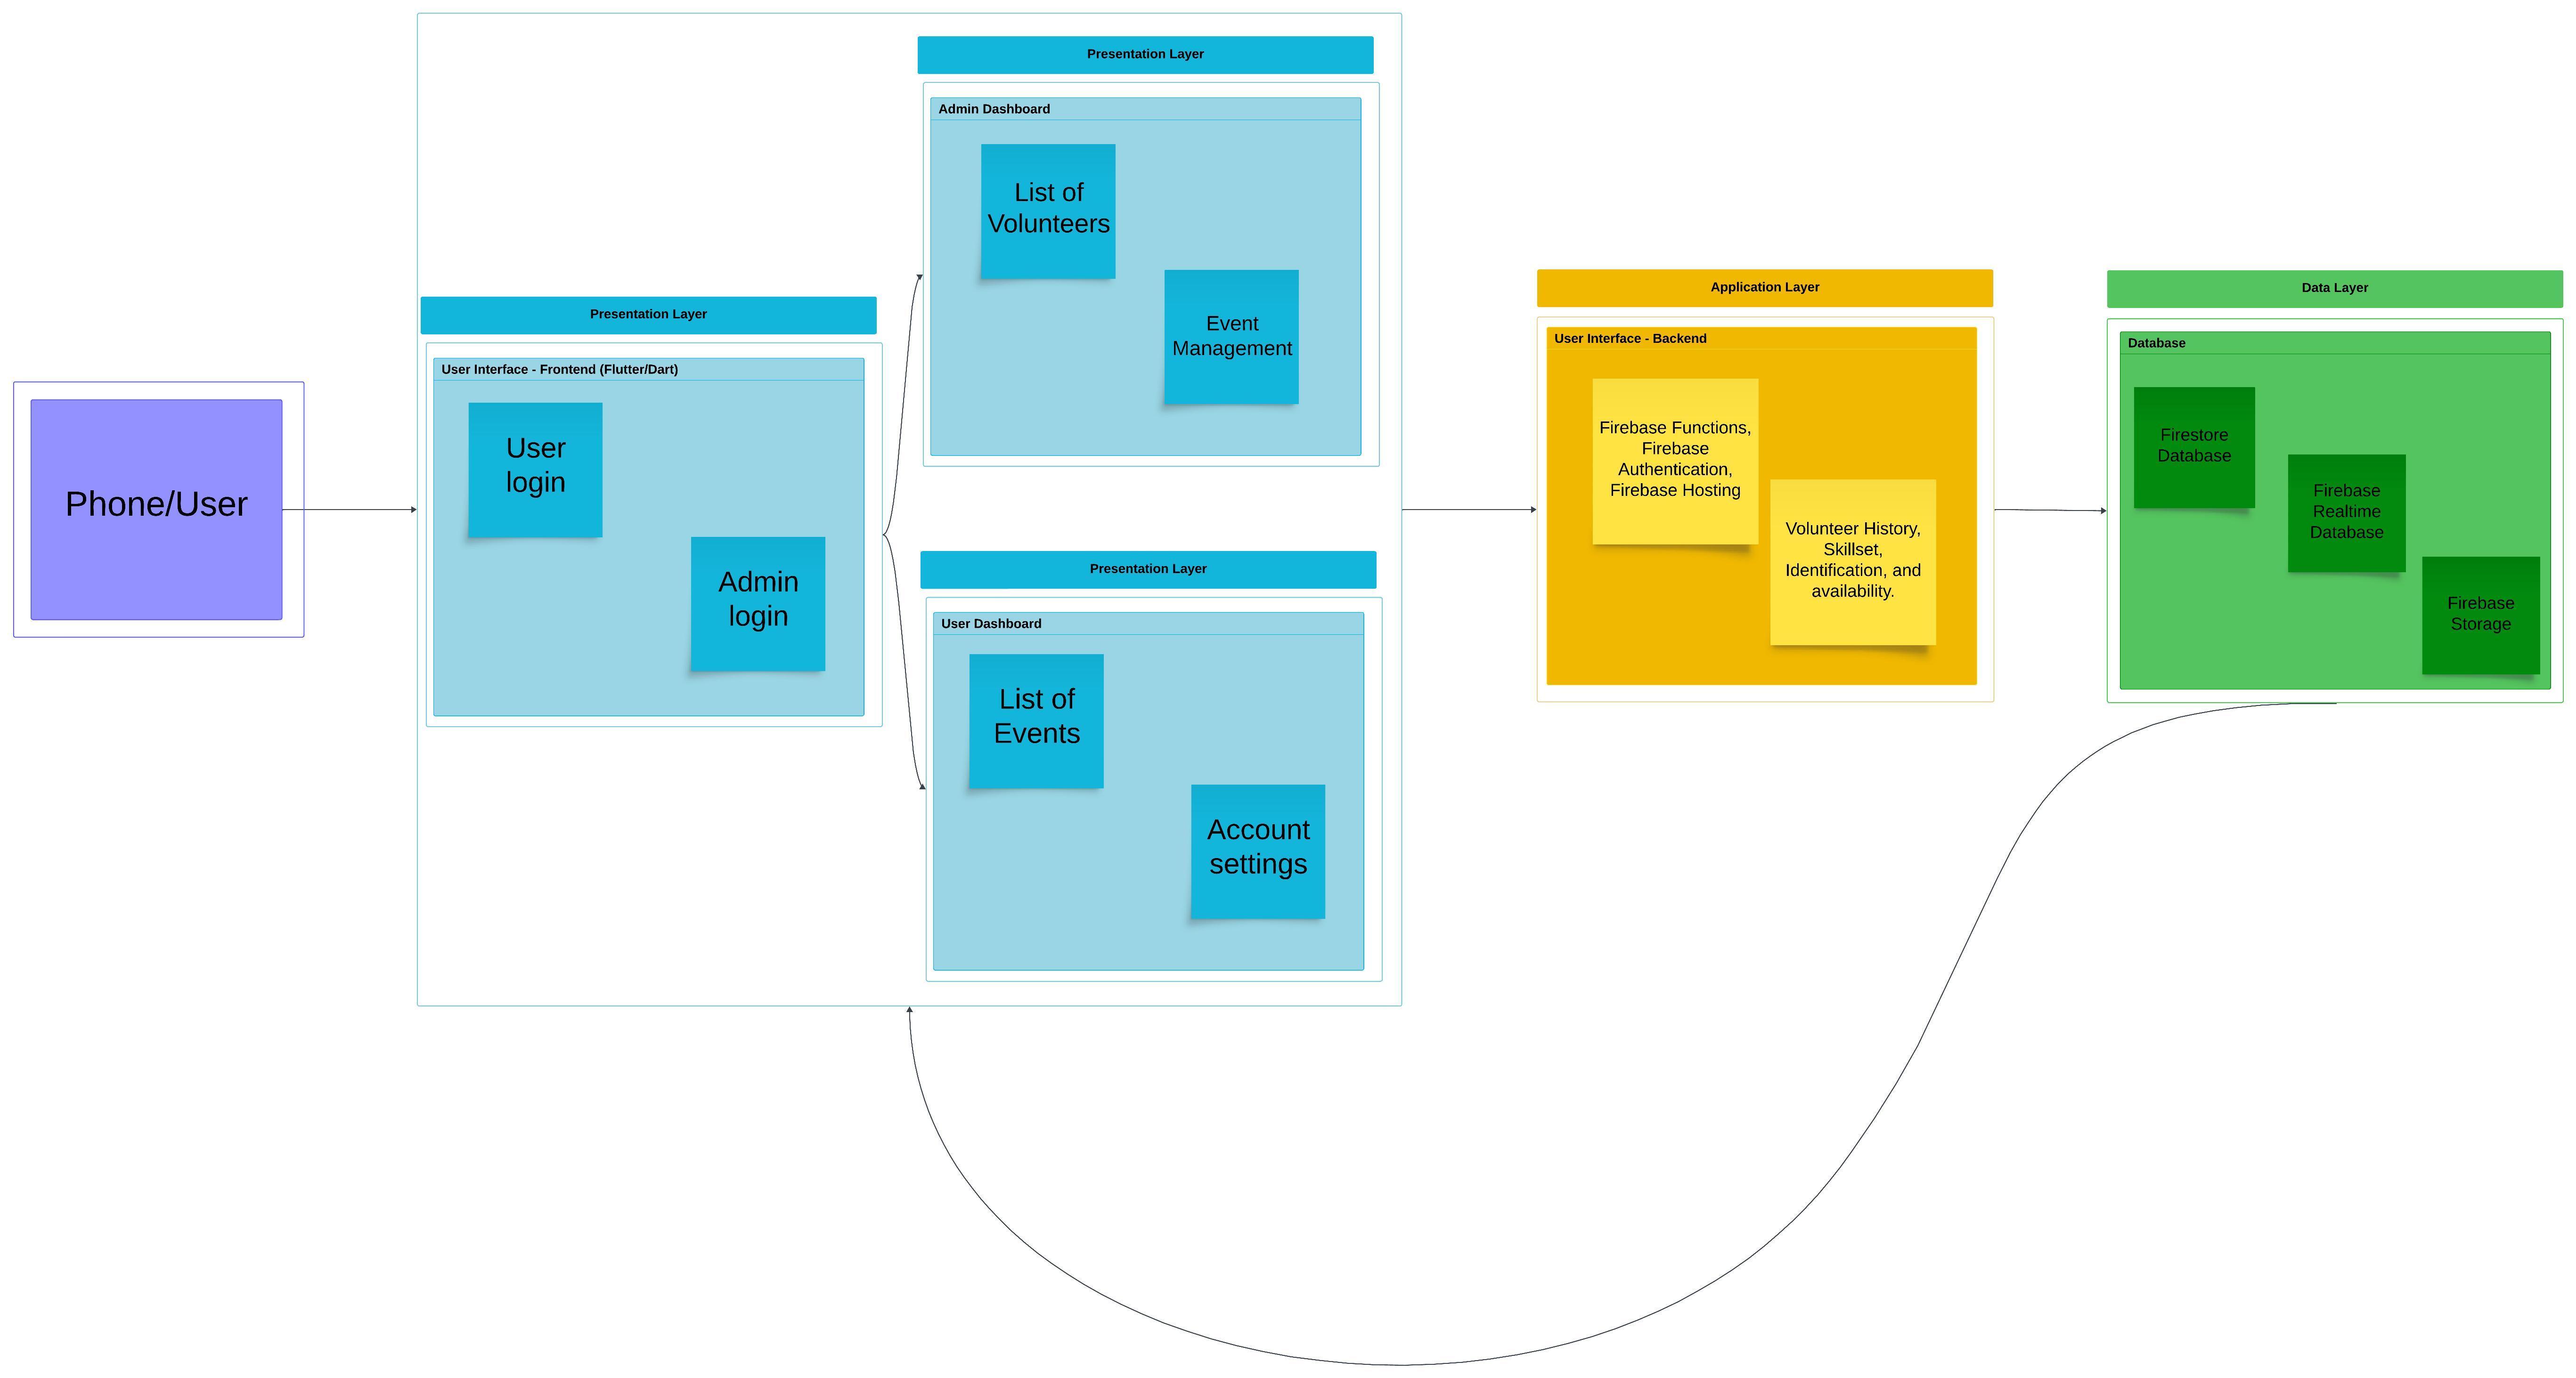 Phone/User
Presentation Layer
User Interface - Frontend (Flutter/Dart)
User
login
Admin
login
Presentation Layer
Admin Dashboard
List of
Volunteers
Event
Management
Presentation Layer
User Dashboard
List of
Events
Account
settings
Application Layer
User Interface - Backend
Firebase Functions,
Firebase
Authentication,
Firebase Hosting
Volunteer History,
Skillset,
Identification, and
availability.
Data Layer
Database
Firestore
Database
Firebase
Realtime
Database
Firebase
Storage